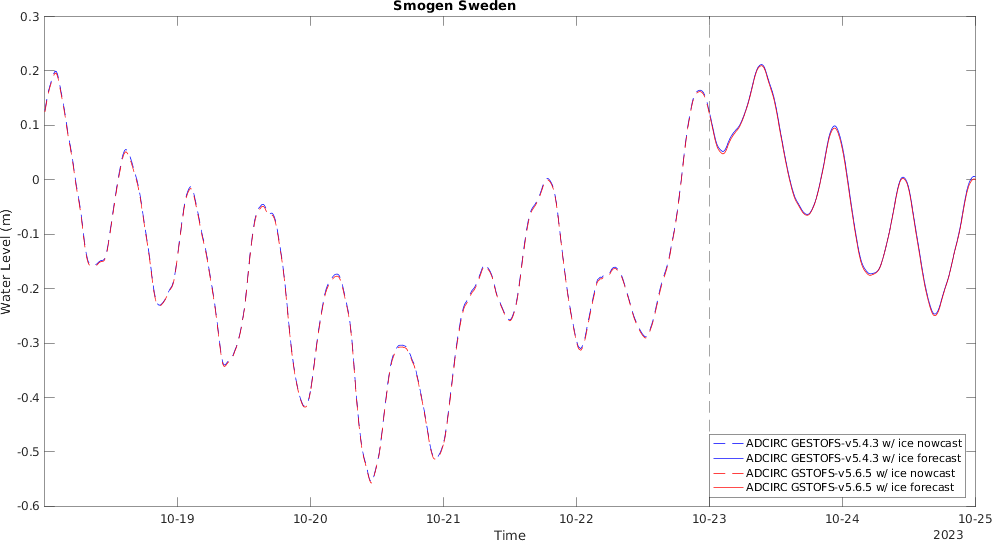 Smogen Sweden
0.3
0.2
0.1
0
-0.1
-0.2
-0.3
-0.4
-0.5
-0.6
Water Level (m)
ADCIRC GESTOFS-v5.4.3 w/ ice nowcast
ADCIRC GESTOFS-v5.4.3 w/ ice forecast
ADCIRC GSTOFS-v5.6.5 w/ ice nowcast
ADCIRC GSTOFS-v5.6.5 w/ ice forecast
10-19 10-20 10-21 10-22 10-23 10-24 10-25
Time
2023